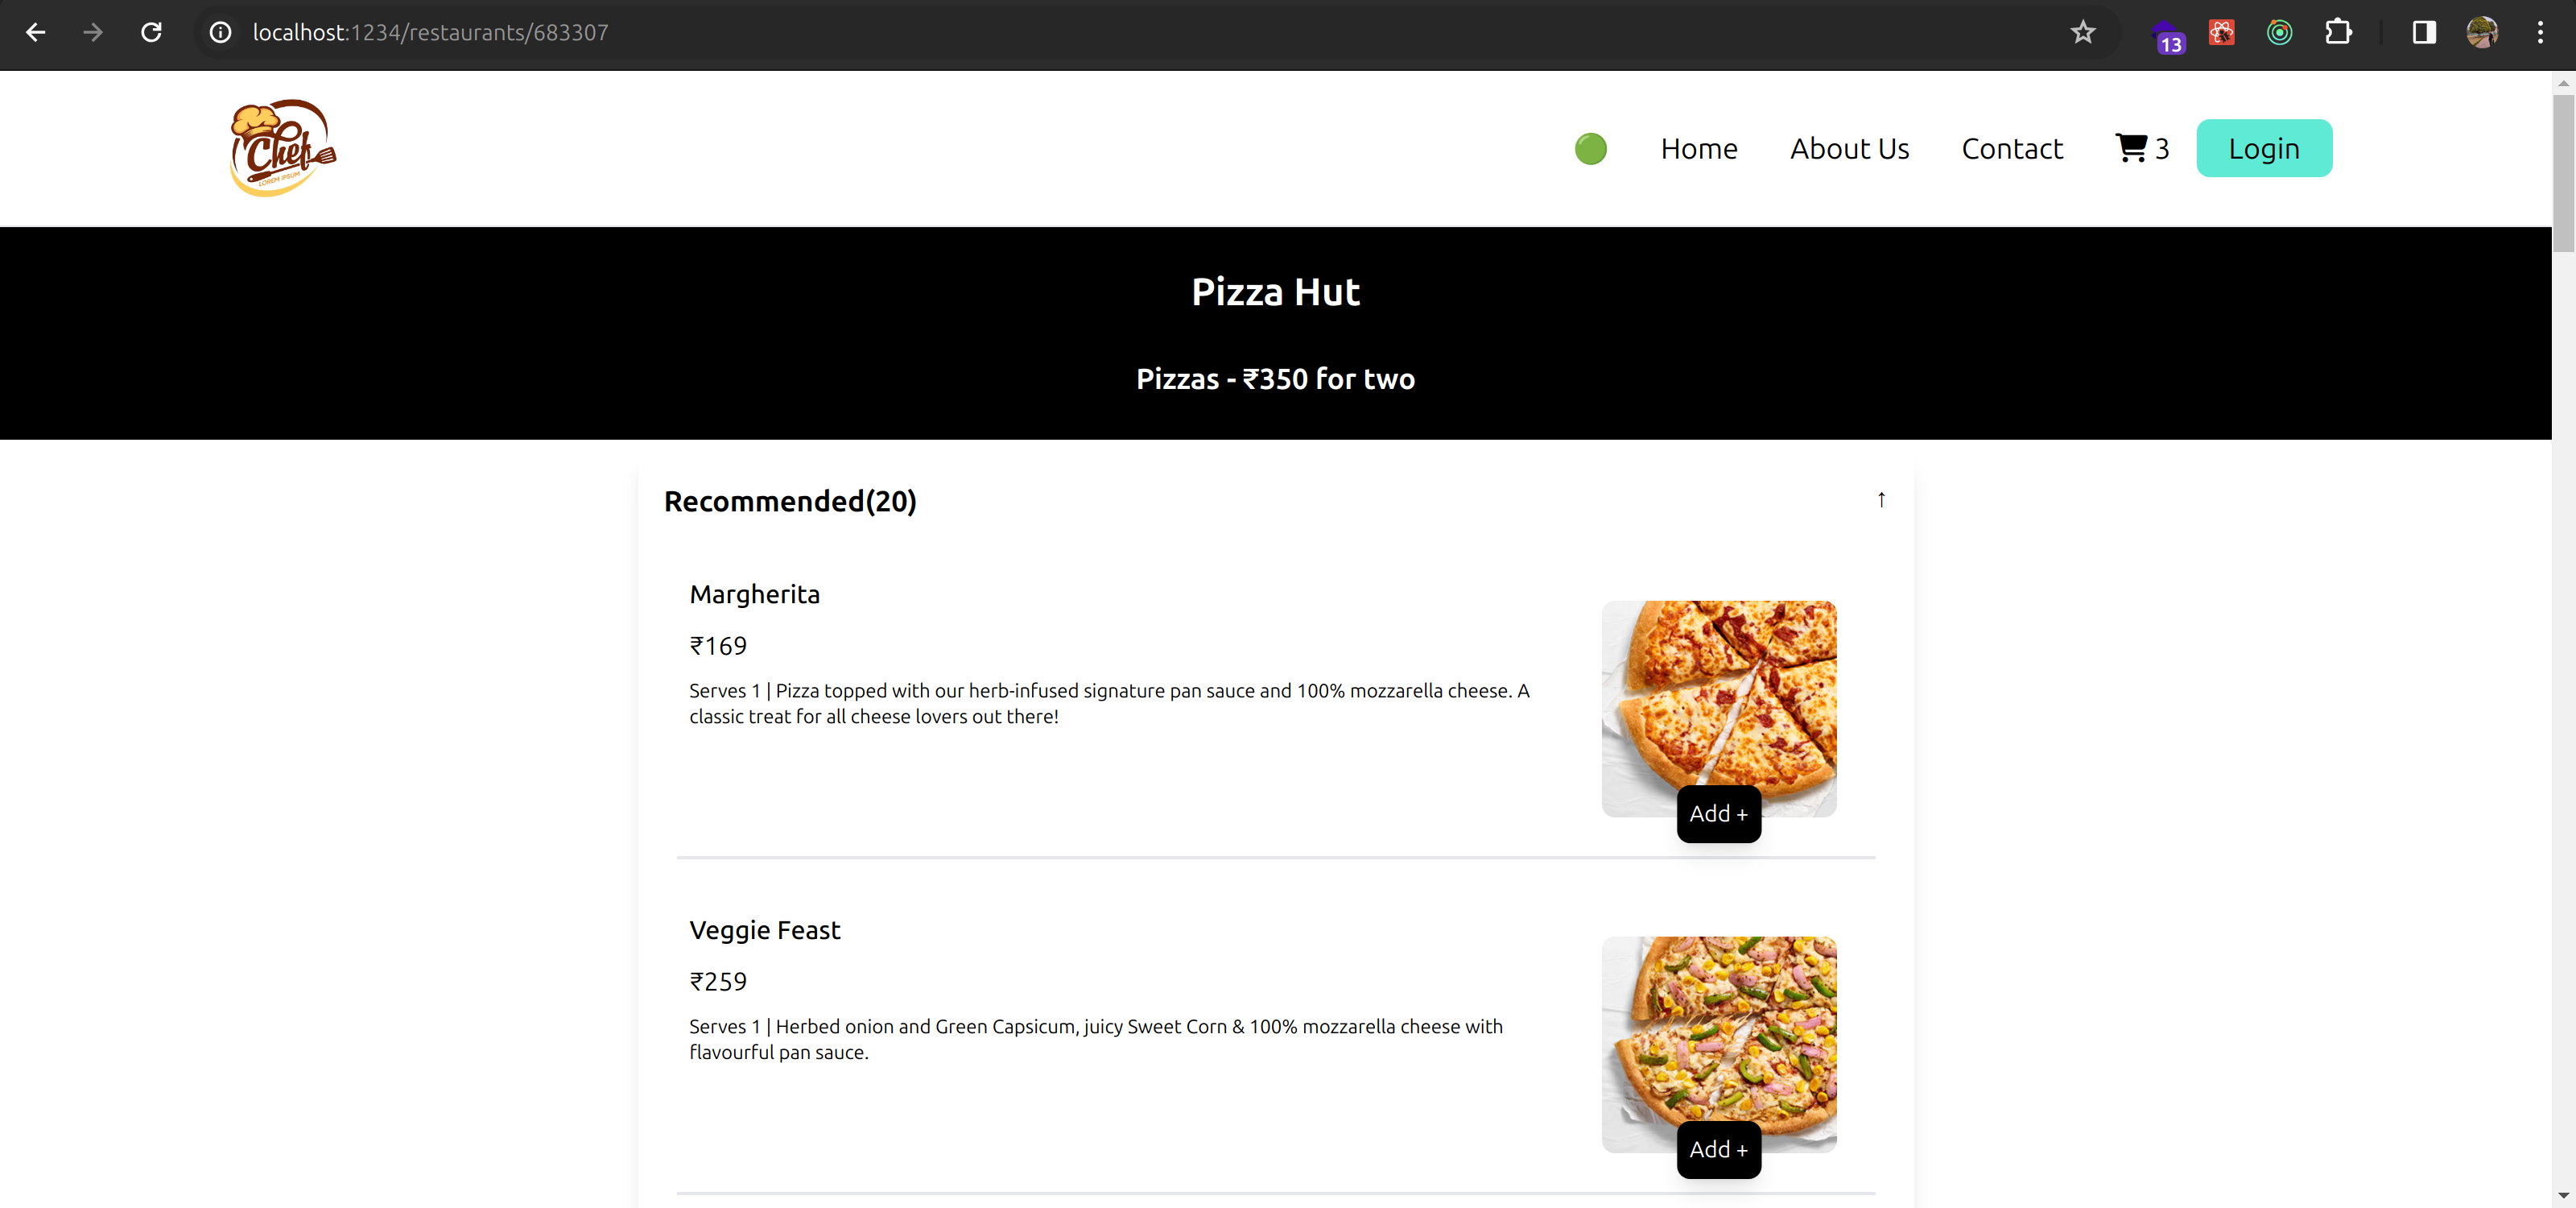 localhost:1234/restaurants/683307
13
Chef
LOREM IPSUM
Home
About Us
Contact
3
Login
Pizza Hut
Pizzas - ₹350 for two
Recommended(20)
↑
Margherita
₹169
Serves 1 | Pizza topped with our herb-infused signature pan sauce and 100% mozzarella cheese. A
classic treat for all cheese lovers out there!
Add +
Veggie Feast
₹259
Serves 1 | Herbed onion and Green Capsicum, juicy Sweet Corn & 100% mozzarella cheese with
flavourful pan sauce.
Add +